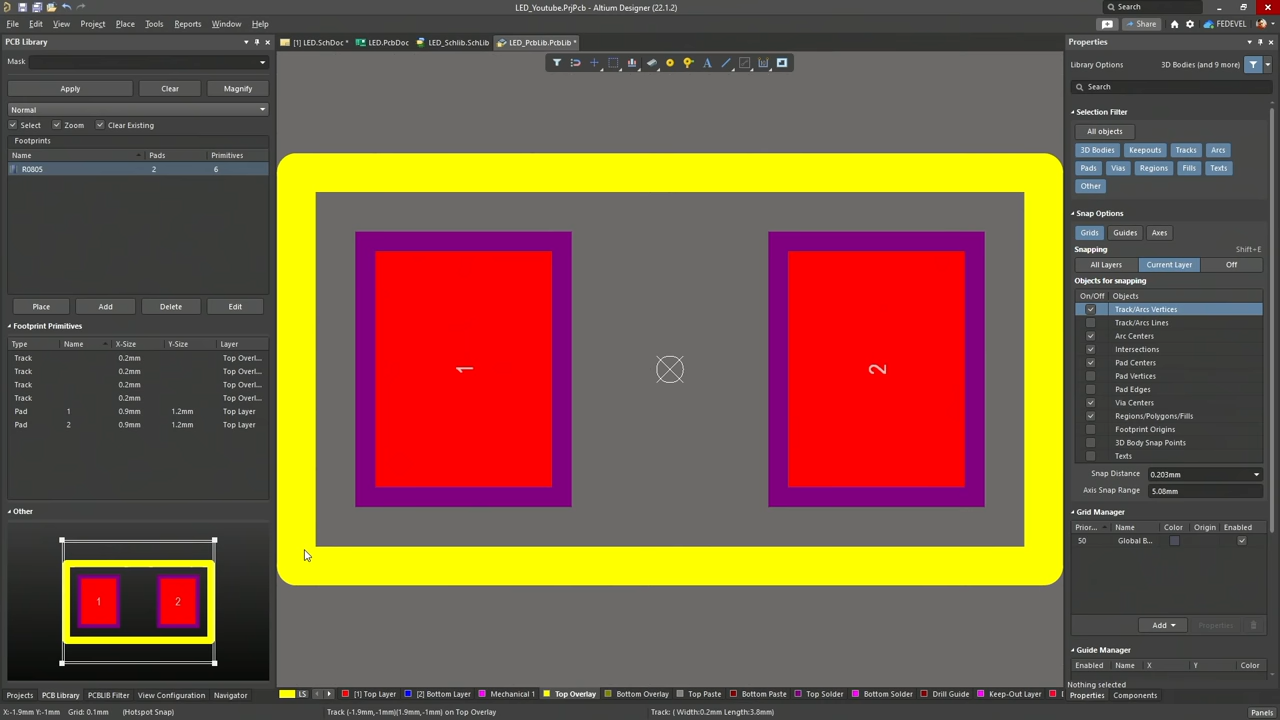 LED_Youtube.PrjPcb - Altium Designer (22.1.2)
Search
File Edit View Project Place Tools Reports Window Help
Share FEDEVEL
PCB Library
[1] LED.SchDoc * LED.PcbDoc LED_Schlib.SchLib LED_PcbLib.PcbLib *
Properties
Mask
Library Options 3D Bodies (and 9 more)
Search
Apply Clear Magnify
Normal
Select Zoom Clear Existing
Footprints
Name Pads Primitives
R0805 2 6
Place Add Delete Edit
Footprint Primitives
Type Name X-Size Y-Size Layer
Track 0.2mm Top Overl...
Track 0.2mm Top Overl...
Track 0.2mm Top Overl...
Track 0.2mm Top Overl...
Pad 1 0.9mm 1.2mm Top Layer
Pad 2 0.9mm 1.2mm Top Layer
Other
1 2
1 2
Selection Filter
All objects
3D Bodies Keepouts Tracks Arcs
Pads Vias Regions Fills Texts
Other
Snap Options
Grids Guides Axes
Snapping Shift+E
All Layers Current Layer Off
Objects for snapping
On/Off Objects
Track/Arcs Vertices
Track/Arcs Lines
Arc Centers
Intersections
Pad Centers
Pad Vertices
Pad Edges
Via Centers
Regions/Polygons/Fills
Footprint Origins
3D Body Snap Points
Texts
Snap Distance 0.203mm
Axis Snap Range 5.08mm
Grid Manager
Prior... Name Color Origin Enabled
50 Global B...
Add Properties
Guide Manager
Enabled Name X Y Color
Nothing selected
Projects PCB Library PCBLIB Filter View Configuration Navigator
LS [1] Top Layer [2] Bottom Layer Mechanical 1 Top Overlay Bottom Overlay Top Paste Bottom Paste Top Solder Bottom Solder Drill Guide Keep-Out Layer
Properties Components
X:-1.9mm Y:-1mm Grid: 0.1mm (Hotspot Snap) Track (-1.9mm,-1mm)(1.9mm,-1mm) on Top Overlay Track: ( Width:0.2mm Length:3.8mm) Panels